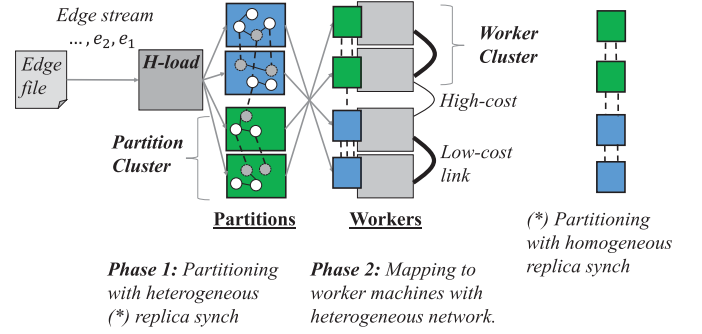 Edge stream
..., e2, e1
Edge
file
H-load
Partition
Cluster
Worker
Cluster
High-cost
Low-cost
link
Partitions
Workers
(*) Partitioning
with homogeneous
replica synch
Phase 1: Partitioning
with heterogeneous
(*) replica synch
Phase 2: Mapping to
worker machines with
heterogeneous network.